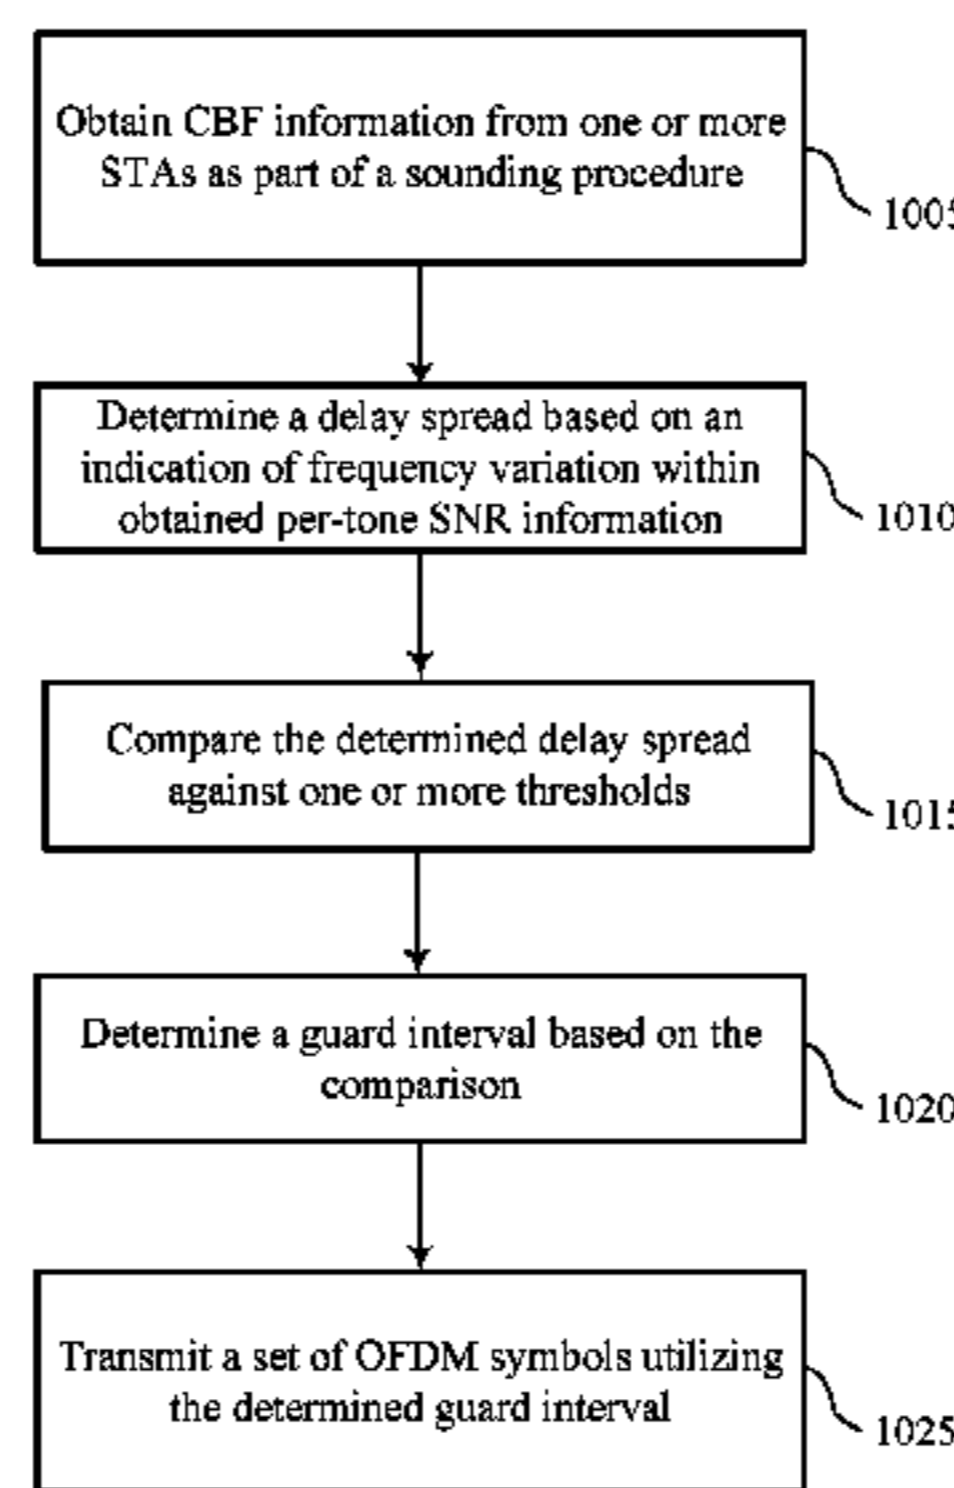 Obtain CBF information from one or more
STAs as part of a sounding procedure
1005
Determine a delay spread based on an
indication of frequency variation within
obtained per-tone SNR information
1010
Compare the determined delay spread
against one or more thresholds
1015
Determine a guard interval based on the
comparison
1020
Transmit a set of OFDM symbols utilizing
the determined guard interval
1025